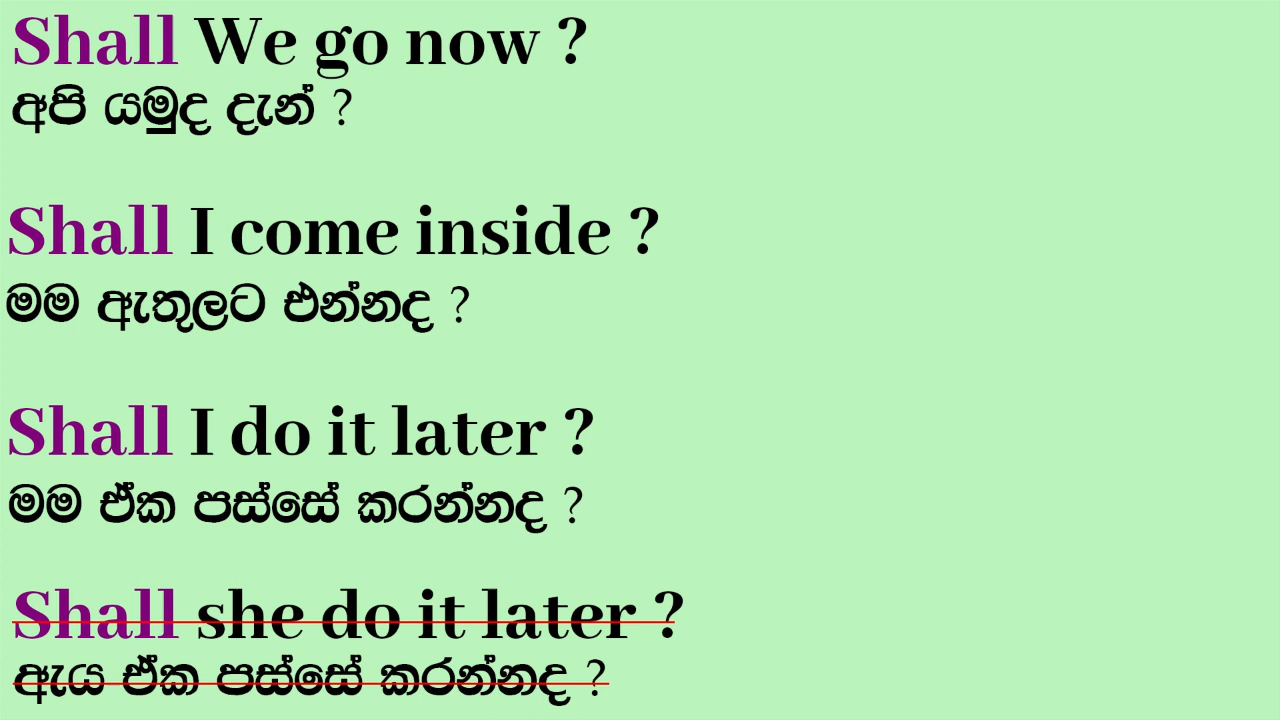 Shall We go now ?
අපි යමුද දැන් ?
Shall I come inside ?
මම ඇතුලට එන්නද ?
Shall I do it later ?
මම ඒක පස්සේ කරන්නද ?
Shall she do it later ?
ඇය ඒක පස්සේ කරන්නද ?